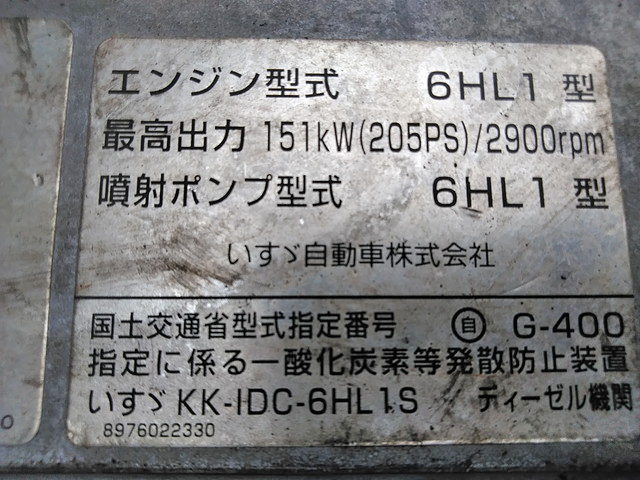 エンジン型式 6HL1 型
最高出力 151kW(205PS)/2900rpm
噴射ポンプ型式 6HL1 型
いすゞ自動車株式会社
国土交通省型式指定番号 自 G-400
指定に係る一酸化炭素等発散防止装置
いすゞ KK-IDC-6HL1S ディーゼル機関
8976022330